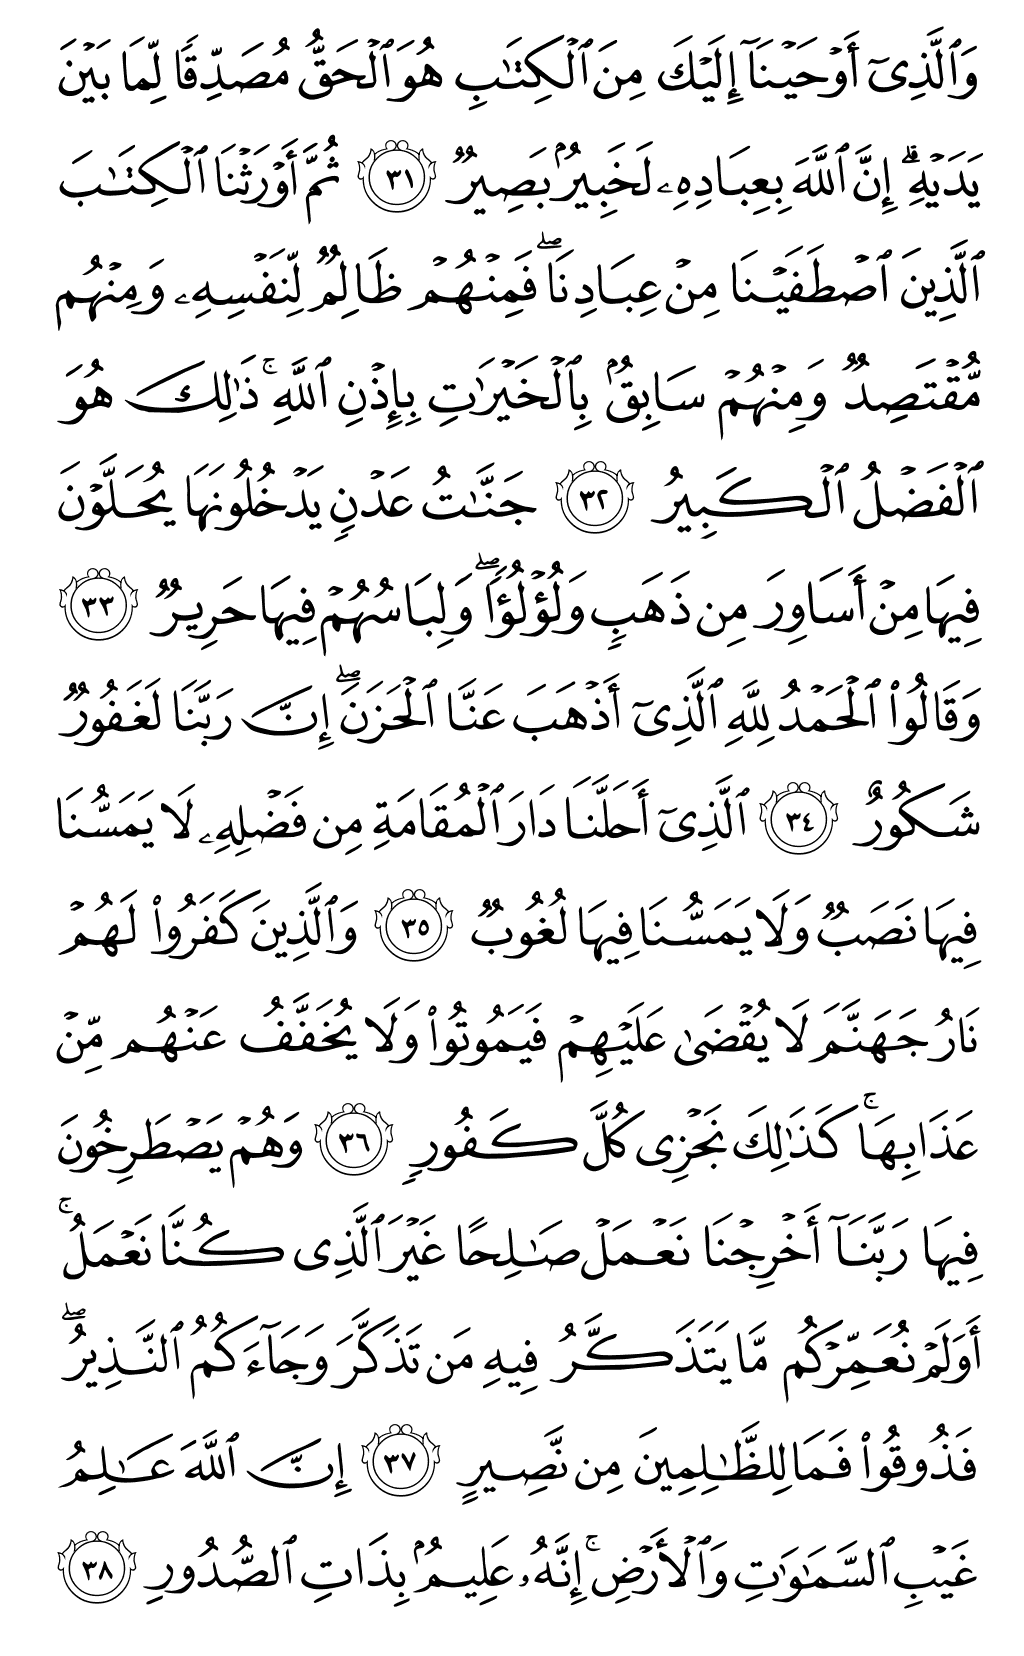 وَٱلَّذِىٓ أَوۡحَيۡنَآ إِلَيۡكَ مِنَ ٱلۡكِتَٰبِ هُوَ ٱلۡحَقُّ مُصَدِّقٗا لِّمَا بَيۡنَ
يَدَيۡهِۗ إِنَّ ٱللَّهَ بِعِبَادِهِۦ لَخَبِيرُۢ بَصِيرٞ ٣١ ثُمَّ أَوۡرَثۡنَا ٱلۡكِتَٰبَ
ٱلَّذِينَ ٱصۡطَفَيۡنَا مِنۡ عِبَادِنَاۖ فَمِنۡهُمۡ ظَالِمٞ لِّنَفۡسِهِۦ وَمِنۡهُم
مُّقۡتَصِدٞ وَمِنۡهُمۡ سَابِقُۢ بِٱلۡخَيۡرَٰتِ بِإِذۡنِ ٱللَّهِۚ ذَٰلِكَ هُوَ
ٱلۡفَضۡلُ ٱلۡكَبِيرُ ٣٢ جَنَّٰتُ عَدۡنٖ يَدۡخُلُونَهَا يُحَلَّوۡنَ
فِيهَا مِنۡ أَسَاوِرَ مِن ذَهَبٖ وَلُؤۡلُؤٗاۖ وَلِبَاسُهُمۡ فِيهَا حَرِيرٞ ٣٣
وَقَالُواْ ٱلۡحَمۡدُ لِلَّهِ ٱلَّذِىٓ أَذۡهَبَ عَنَّا ٱلۡحَزَنَۖ إِنَّ رَبَّنَا لَغَفُورٞ
شَكُورٌ ٣٤ ٱلَّذِىٓ أَحَلَّنَا دَارَ ٱلۡمُقَامَةِ مِن فَضۡلِهِۦ لَا يَمَسُّنَا
فِيهَا نَصَبٞ وَلَا يَمَسُّنَا فِيهَا لُغُوبٞ ٣٥ وَٱلَّذِينَ كَفَرُواْ لَهُمۡ
نَارُ جَهَنَّمَ لَا يُقۡضَىٰ عَلَيۡهِمۡ فَيَمُوتُواْ وَلَا يُخَفَّفُ عَنۡهُم مِّنۡ
عَذَابِهَاۚ كَذَٰلِكَ نَجۡزِى كُلَّ كَفُورٖ ٣٦ وَهُمۡ يَصۡطَرِخُونَ
فِيهَا رَبَّنَآ أَخۡرِجۡنَا نَعۡمَلۡ صَٰلِحًا غَيۡرَ ٱلَّذِى كُنَّا نَعۡمَلُۚ
أَوَلَمۡ نُعَمِّرۡكُم مَّا يَتَذَكَّرُ فِيهِ مَن تَذَكَّرَ وَجَآءَكُمُ ٱلنَّذِيرُۖ
فَذُوقُواْ فَمَا لِلظَّٰلِمِينَ مِن نَّصِيرٍ ٣٧ إِنَّ ٱللَّهَ عَٰلِمُ
غَيۡبِ ٱلسَّمَٰوَٰتِ وَٱلۡأَرۡضِۚ إِنَّهُۥ عَلِيمُۢ بِذَاتِ ٱلصُّدُورِ ٣٨